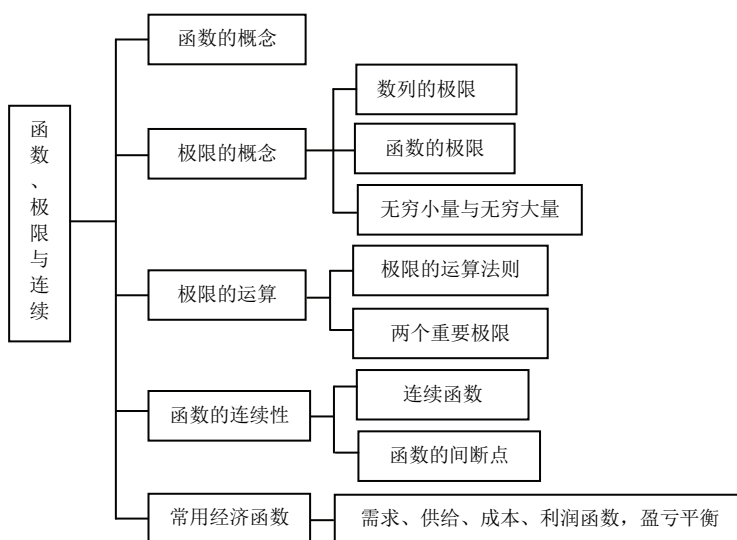 函数、极限与连续
函数的概念
极限的概念
数列的极限
函数的极限
无穷小量与无穷大量
极限的运算
极限的运算法则
两个重要极限
函数的连续性
连续函数
函数的间断点
常用经济函数
需求、供给、成本、利润函数，盈亏平衡